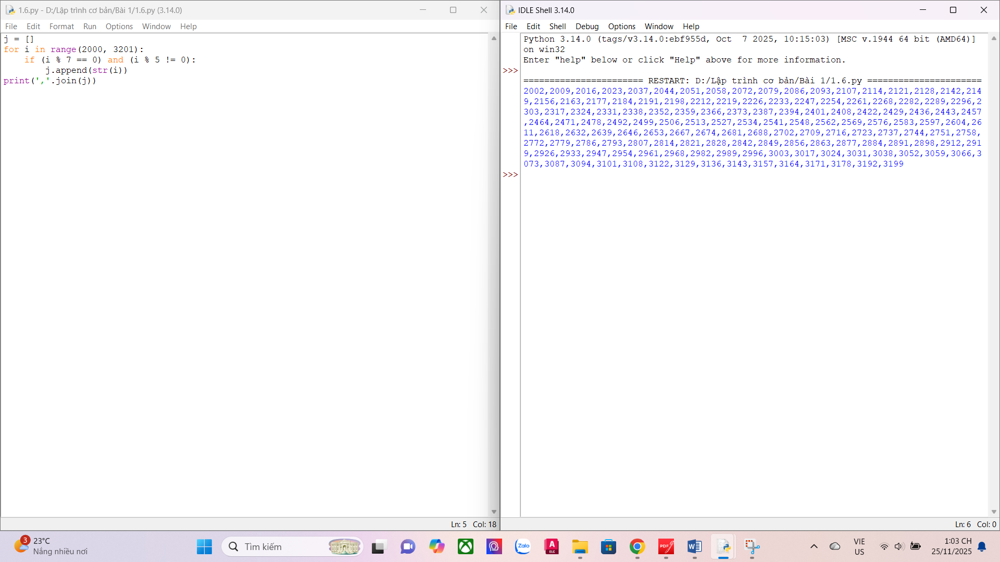 1.6.py - D:/Lập trình cơ bản/Bài 1/1.6.py (3.14.0)
File Edit Format Run Options Window Help
j = []
for i in range(2000, 3201):
    if (i % 7 == 0) and (i % 5 != 0):
        j.append(str(i))
print(','.join(j))
Ln: 5 Col: 18
IDLE Shell 3.14.0
File Edit Shell Debug Options Window Help
Python 3.14.0 (tags/v3.14.0:ebf955d, Oct  7 2025, 10:15:03) [MSC v.1944 64 bit (AMD64)]
on win32
Enter "help" below or click "Help" above for more information.
>>>
======================= RESTART: D:/Lập trình cơ bản/Bài 1/1.6.py ======================
2002,2009,2016,2023,2037,2044,2051,2058,2072,2079,2086,2093,2107,2114,2121,2128,2142,214
9,2156,2163,2177,2184,2191,2198,2212,2219,2226,2233,2247,2254,2261,2268,2282,2289,2296,2
303,2317,2324,2331,2338,2352,2359,2366,2373,2387,2394,2401,2408,2422,2429,2436,2443,2457
,2464,2471,2478,2492,2499,2506,2513,2527,2534,2541,2548,2562,2569,2576,2583,2597,2604,26
11,2618,2632,2639,2646,2653,2667,2674,2681,2688,2702,2709,2716,2723,2737,2744,2751,2758,
2772,2779,2786,2793,2807,2814,2821,2828,2842,2849,2856,2863,2877,2884,2891,2898,2912,291
9,2926,2933,2947,2954,2961,2968,2982,2989,2996,3003,3017,3024,3031,3038,3052,3059,3066,3
073,3087,3094,3101,3108,3122,3129,3136,3143,3157,3164,3171,3178,3192,3199
>>>
Ln: 6 Col: 0
3
23°C
Nắng nhiều nơi
Tìm kiếm
Zalo
A
ELC
PDF
W
VIE
US
1:03 CH
25/11/2025